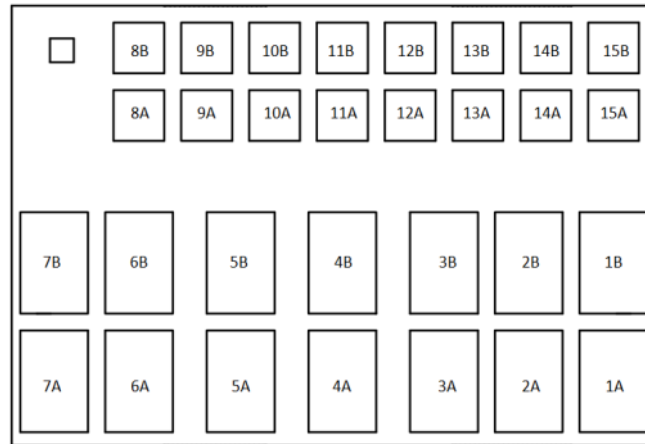 8B 9B 10B 11B 12B 13B 14B 15B
8A 9A 10A 11A 12A 13A 14A 15A
7B 6B 5B 4B 3B 2B 1B
7A 6A 5A 4A 3A 2A 1A